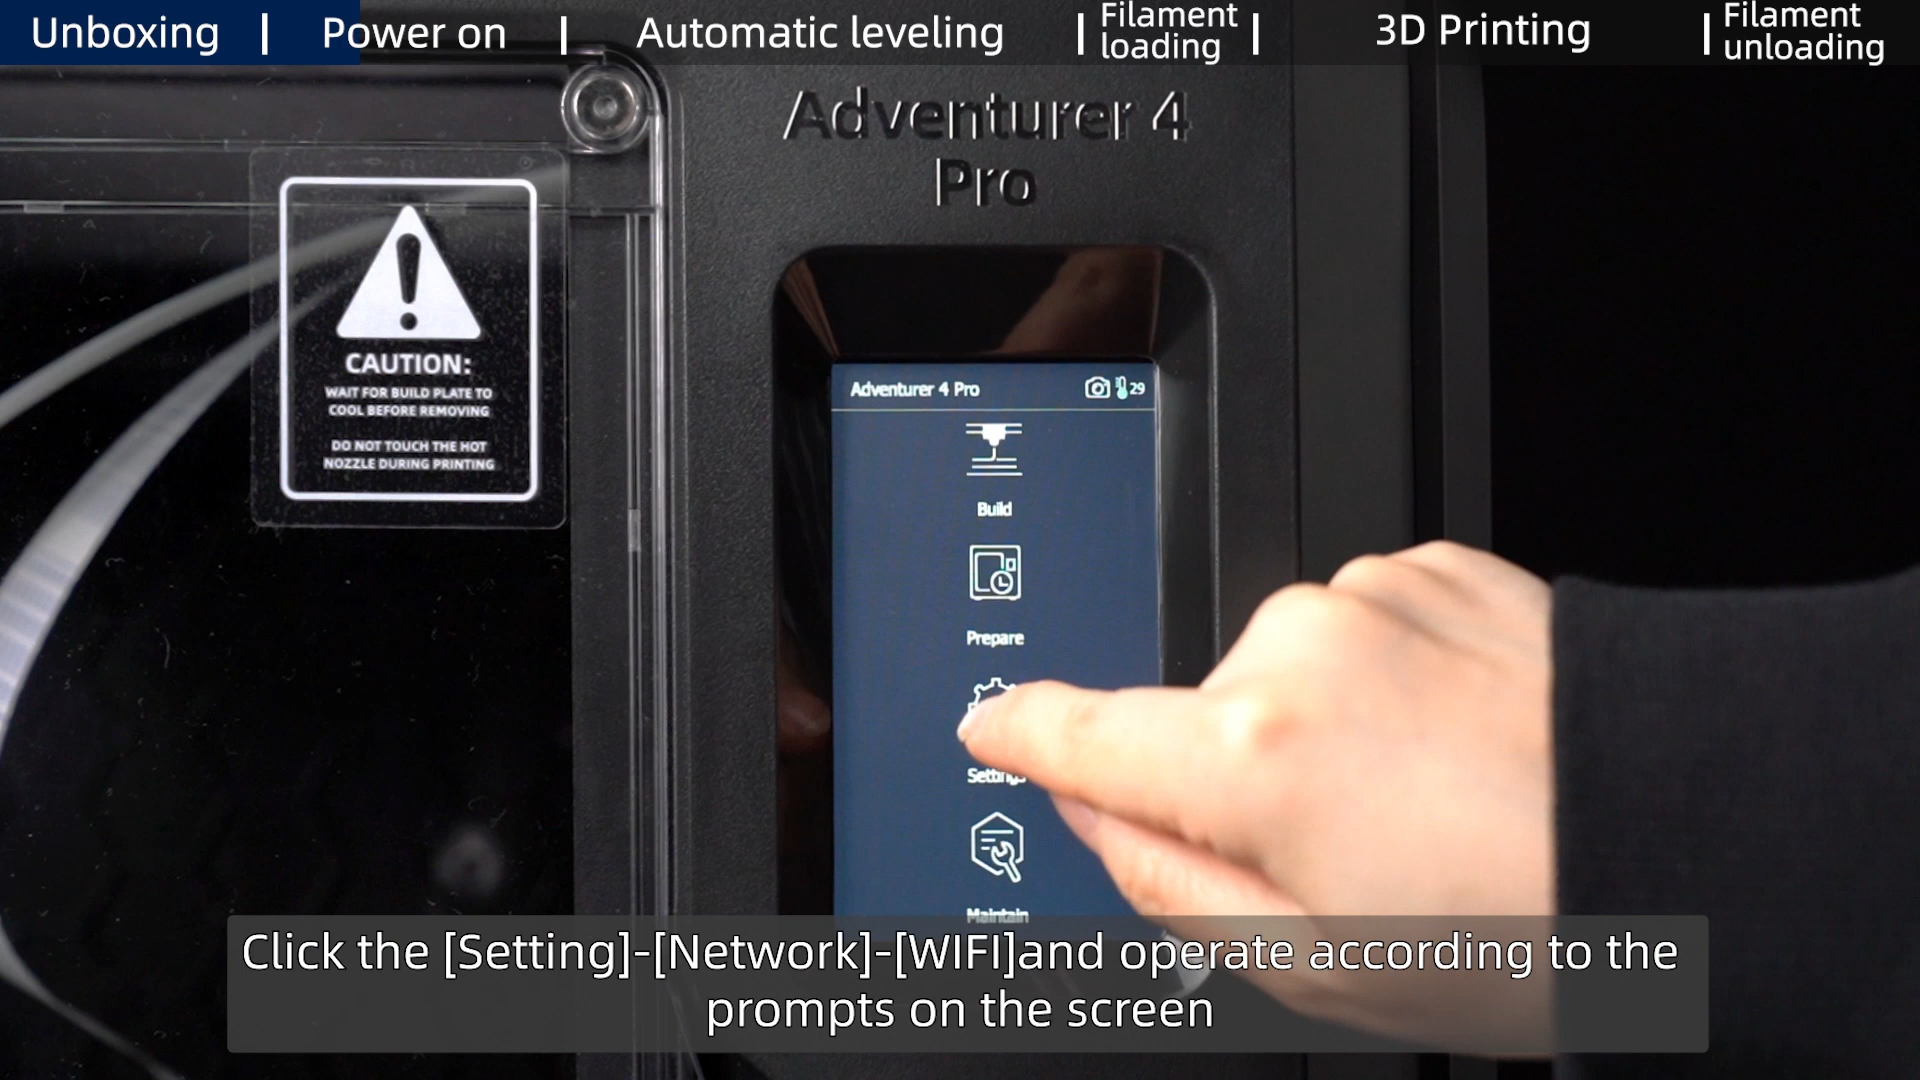 Unboxing | Power on | Automatic leveling | Filament loading | 3D Printing | Filament unloading
Adventurer 4
Pro
CAUTION:
WAIT FOR BUILD PLATE TO
COOL BEFORE REMOVING
DO NOT TOUCH THE HOT
NOZZLE DURING PRINTING
Adventurer 4 Pro 29
Build
Prepare
Settings
Maintain
Click the [Setting]-[Network]-[WIFI]and operate according to the
prompts on the screen